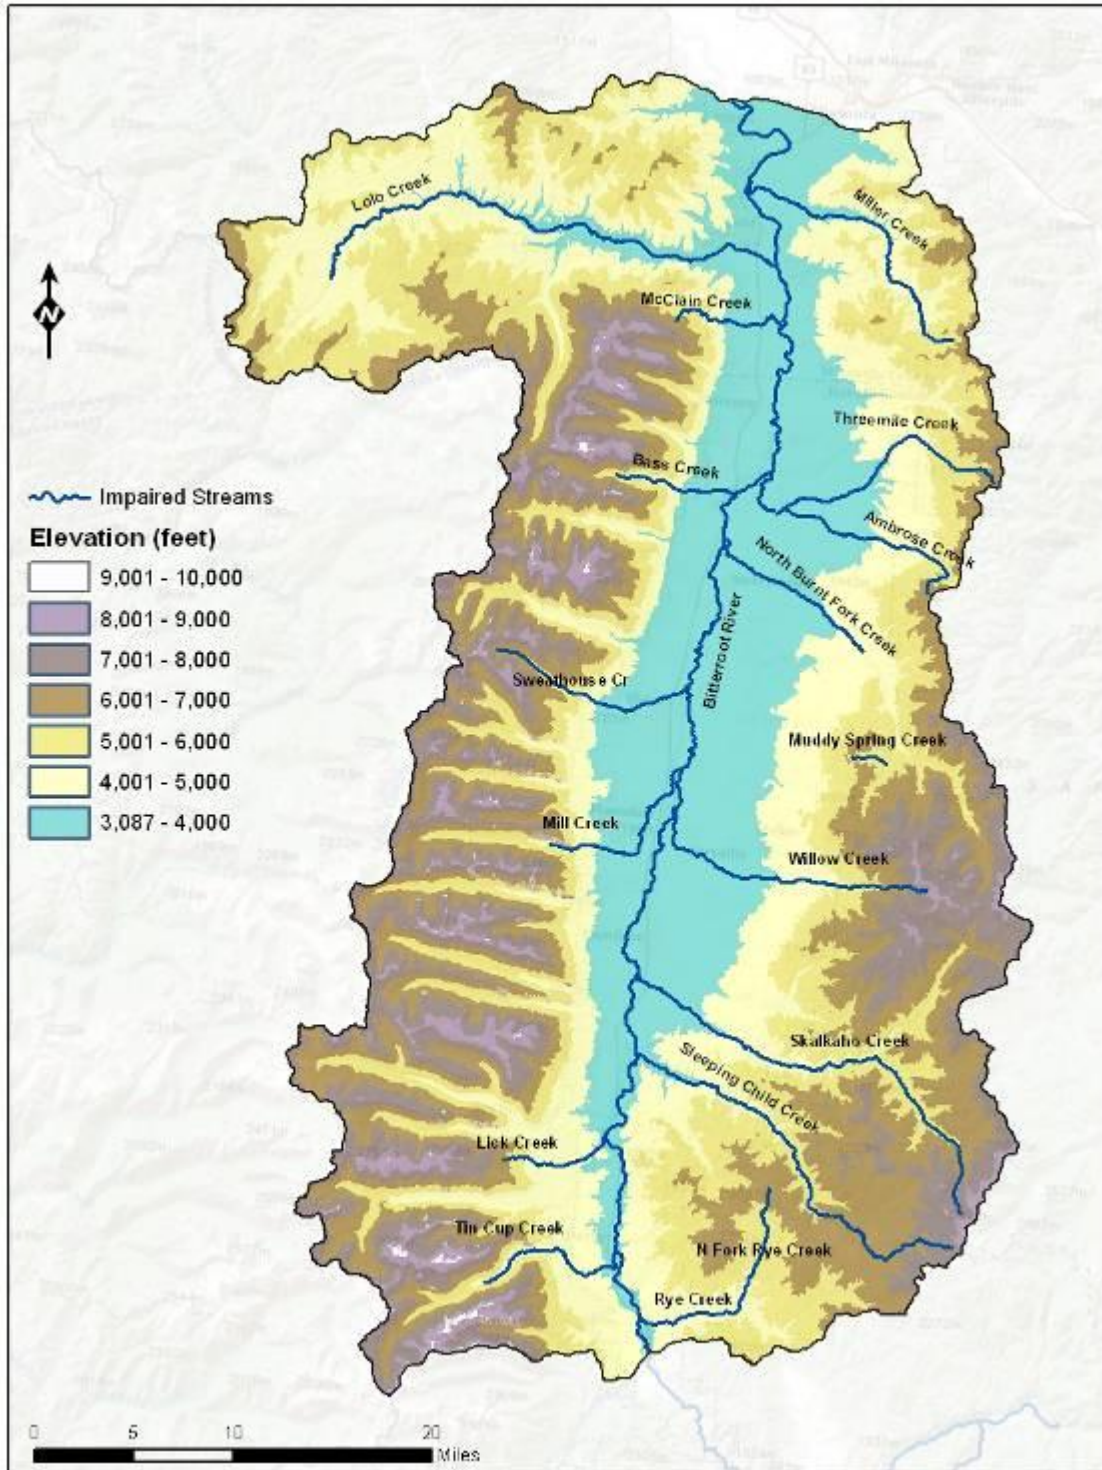 Lolo Creek
Miller Creek
N
McClain Creek
Threemile Creek
Bass Creek
Impaired Streams
Ambrose Creek
Elevation (feet)
North Burnt Fork Creek
9,001 - 10,000
8,001 - 9,000
Bitterroot River
7,001 - 8,000
Sweathouse Cr
6,001 - 7,000
5,001 - 6,000
Muddy Spring Creek
4,001 - 5,000
3,087 - 4,000
Mill Creek
Willow Creek
Skalkaho Creek
Sleeping Child Creek
Lick Creek
Tin Cup Creek
N Fork Rye Creek
Rye Creek
0 5 10 20
Miles